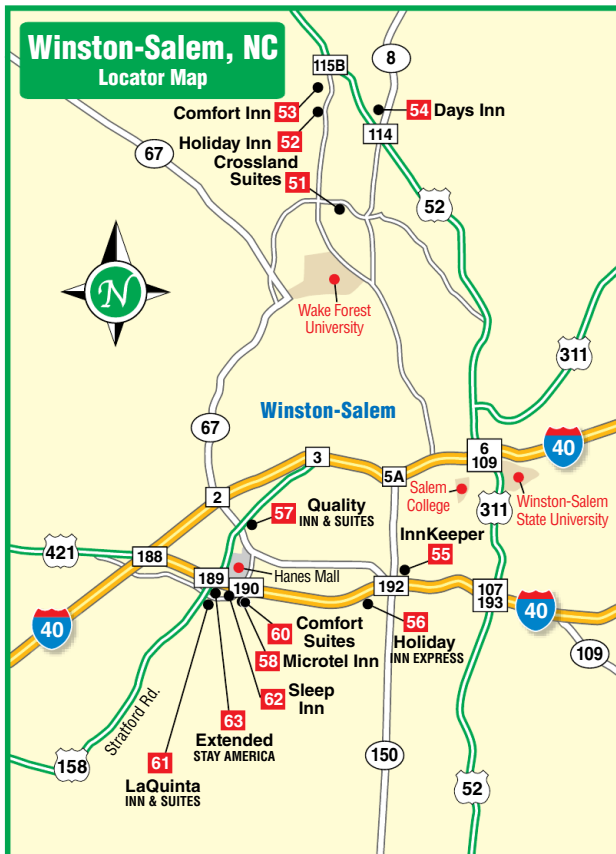 Winston-Salem, NC
Locator Map
115B
8
Comfort Inn 53
54 Days Inn
Holiday Inn 52
114
Crossland
Suites 51
67
52
N
Wake Forest
University
311
67
Winston-Salem
40
3
6
109
5A
2
Salem
College
Winston-Salem
State University
311
57 Quality
INN & SUITES
InnKeeper
55
421
188
Hanes Mall
189
190
192
107
193
40
40
60 Comfort
Suites
56
Holiday
INN EXPRESS
58 Microtel Inn
109
62 Sleep
Inn
Stratford Rd.
63
Extended
STAY AMERICA
61
LaQuinta
INN & SUITES
158
150
52